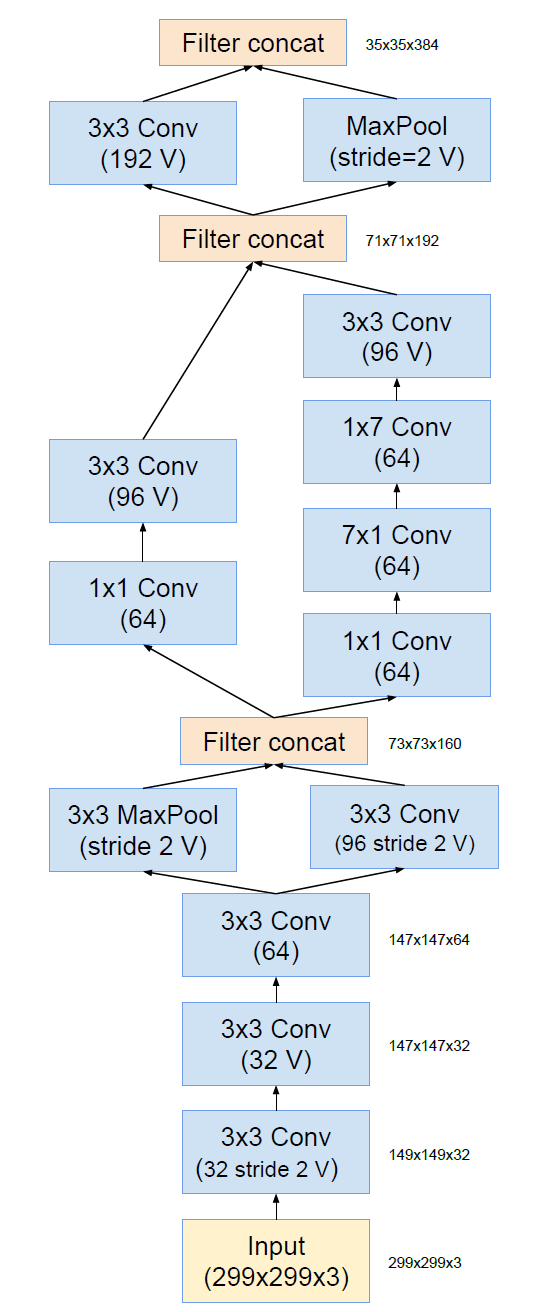 Filter concat
35x35x384
3x3 Conv
(192 V)
MaxPool
(stride=2 V)
Filter concat
71x71x192
3x3 Conv
(96 V)
1x7 Conv
(64)
3x3 Conv
(96 V)
7x1 Conv
(64)
1x1 Conv
(64)
1x1 Conv
(64)
Filter concat
73x73x160
3x3 MaxPool
(stride 2 V)
3x3 Conv
(96 stride 2 V)
3x3 Conv
(64)
147x147x64
3x3 Conv
(32 V)
147x147x32
3x3 Conv
(32 stride 2 V)
149x149x32
Input
(299x299x3)
299x299x3